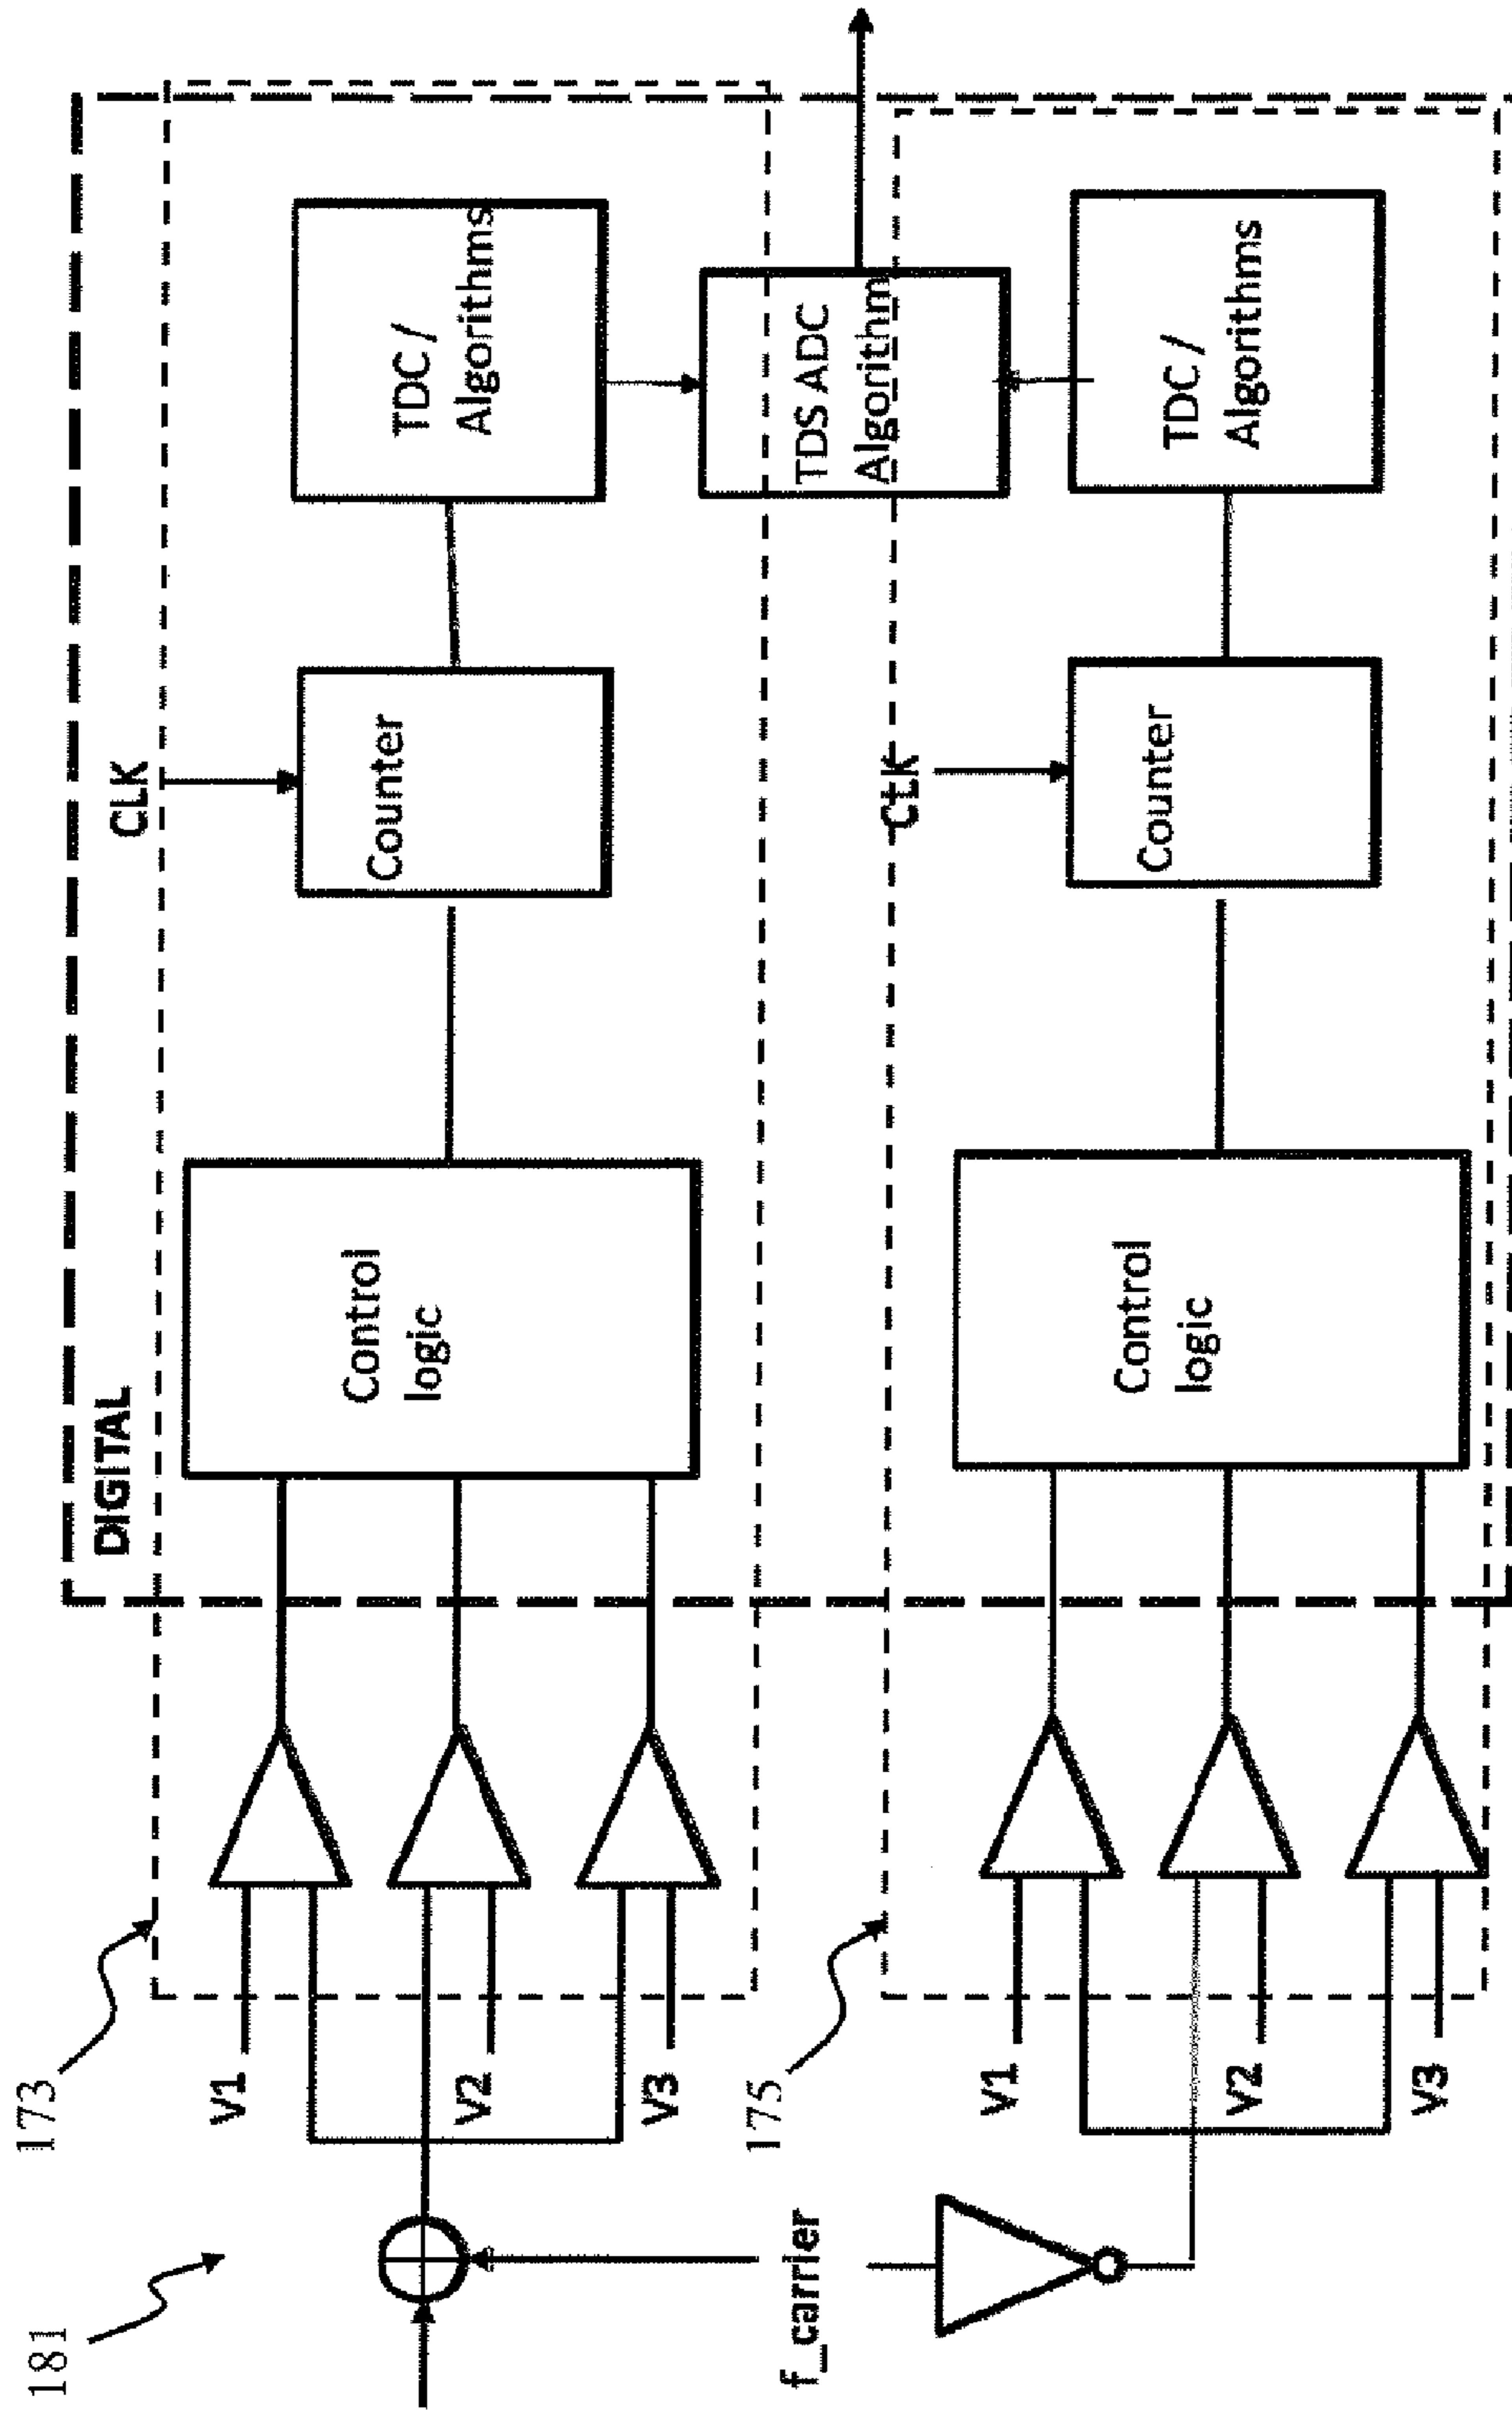 181
173
DIGITAL
CLK
V1
V2
V3
Control
logic
Counter
TDC /
Algorithms
TDS ADC
Algorithm
f_carrier
175
CLK
V1
V2
V3
Control
logic
Counter
TDC /
Algorithms